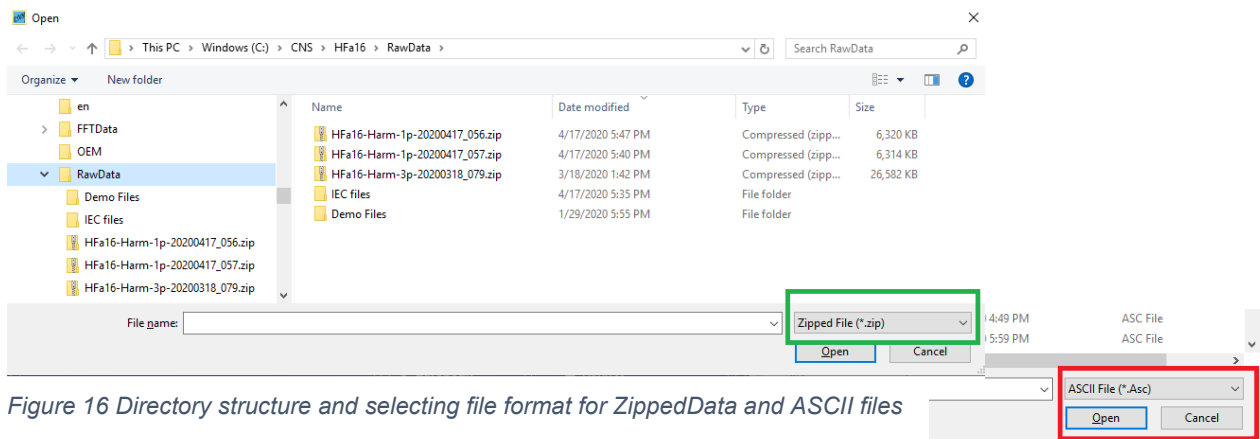 Open
This PC > Windows (C:) > CNS > HFa16 > RawData >
Search RawData
Organize
New folder
Name
Date modified
Type
Size
en
FFTData
OEM
RawData
Demo Files
IEC files
HFa16-Harm-1p-20200417_056.zip
HFa16-Harm-1p-20200417_057.zip
HFa16-Harm-3p-20200318_079.zip
HFa16-Harm-1p-20200417_056.zip 4/17/2020 5:47 PM Compressed (zipp... 6,320 KB
HFa16-Harm-1p-20200417_057.zip 4/17/2020 5:40 PM Compressed (zipp... 6,314 KB
HFa16-Harm-3p-20200318_079.zip 3/18/2020 1:42 PM Compressed (zipp... 26,582 KB
IEC files 4/17/2020 5:35 PM File folder
Demo Files 1/29/2020 5:55 PM File folder
File name:
Zipped File (*.zip)
Open Cancel
4:49 PM ASC File
5:59 PM ASC File
ASCII File (*.Asc)
Open Cancel
Figure 16 Directory structure and selecting file format for ZippedData and ASCII files